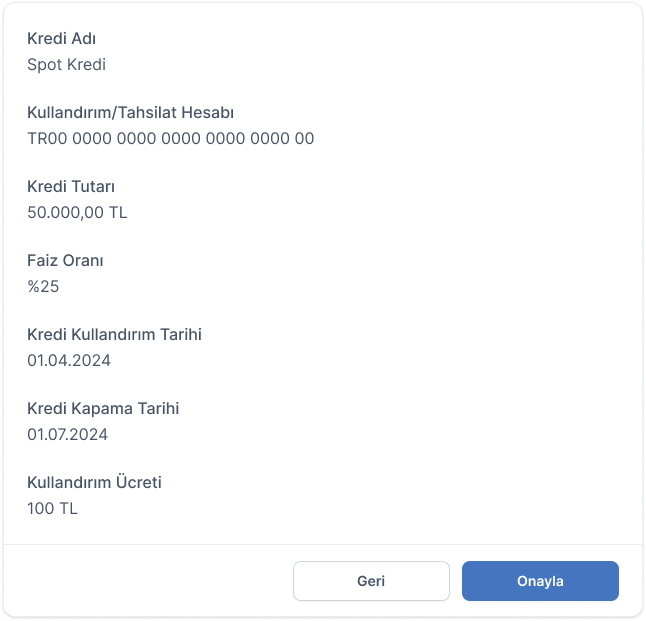 Kredi Adı
Spot Kredi
Kullandırım/Tahsilat Hesabı
TR00 0000 0000 0000 0000 0000 00
Kredi Tutarı
50.000,00 TL
Faiz Oranı
%25
Kredi Kullandırım Tarihi
01.04.2024
Kredi Kapama Tarihi
01.07.2024
Kullandırım Ücreti
100 TL
Geri
Onayla